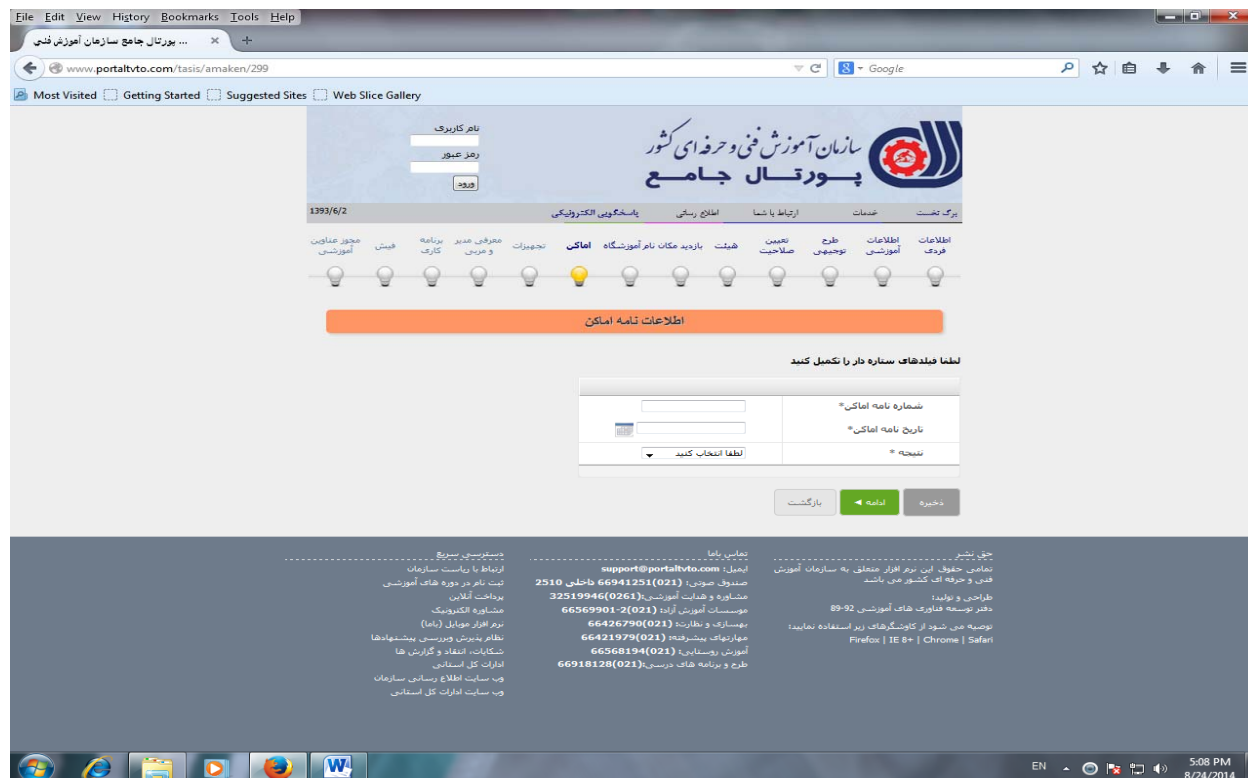 File Edit View History Bookmarks Tools Help
... پورتال جامع سازمان آموزش فنی × +
www.portaltvto.com/tasis/amaken/299
8 Google
Most Visited Getting Started Suggested Sites Web Slice Gallery
سازمان آموزش فنی و حرفه ای کشور
پورتال جامع
نام کاربری
رمز عبور
ورود
برگ نخست خدمات ارتباط با شما اطلاع رسانی پاسخگویی الکترونیکی 1393/6/2
اطلاعات فردی
اطلاعات آموزشی
طرح توجیهی
تعیین صلاحیت
هیئت
بازدید مکان
نام آموزشگاه
اماکن
تجهیزات
معرفی مدیر و مربی
برنامه کاری
فیش
مجوز عناوین آموزشی
اطلاعات نامه اماکن
لطفا فیلدهای ستاره دار را تکمیل کنید
شماره نامه اماکن*
تاریخ نامه اماکن*
نتیجه *
لطفا انتخاب کنید
ذخیره
ادامه ◄
بازگشت
حق نشر
تمامی حقوق این نرم افزار متعلق به سازمان آموزش
فنی و حرفه ای کشور می باشد
طراحی و تولید:
دفتر توسعه فناوری های آموزشی 92-89
توصیه می شود از کاوشگرهای زیر استفاده نمایید:
Firefox | IE 8+ | Chrome | Safari
تماس باما
ایمیل: support@portaltvto.com
صندوق صوتی: (021)66941251 داخلی 2510
مشاوره و هدایت آموزشی:(0261)32519946
موسسات آموزش آزاد: (021)2-66569901
بهسازی و نظارت: (021)66426790
مهارتهای پیشرفته: (021)66421979
آموزش روستایی: (021)66568194
طرح و برنامه های درسی:(021)66918128
دسترسی سریع
ارتباط با ریاست سازمان
ثبت نام در دوره های آموزشی
پرداخت آنلاین
مشاوره الکترونیک
نرم افزار موبایل (باما)
نظام پذیرش وبررسی پیشنهادها
شکایات، انتقاد و گزارش ها
ادارات کل استانی
وب سایت اطلاع رسانی سازمان
وب سایت ادارات کل استانی
EN 5:08 PM
8/24/2014